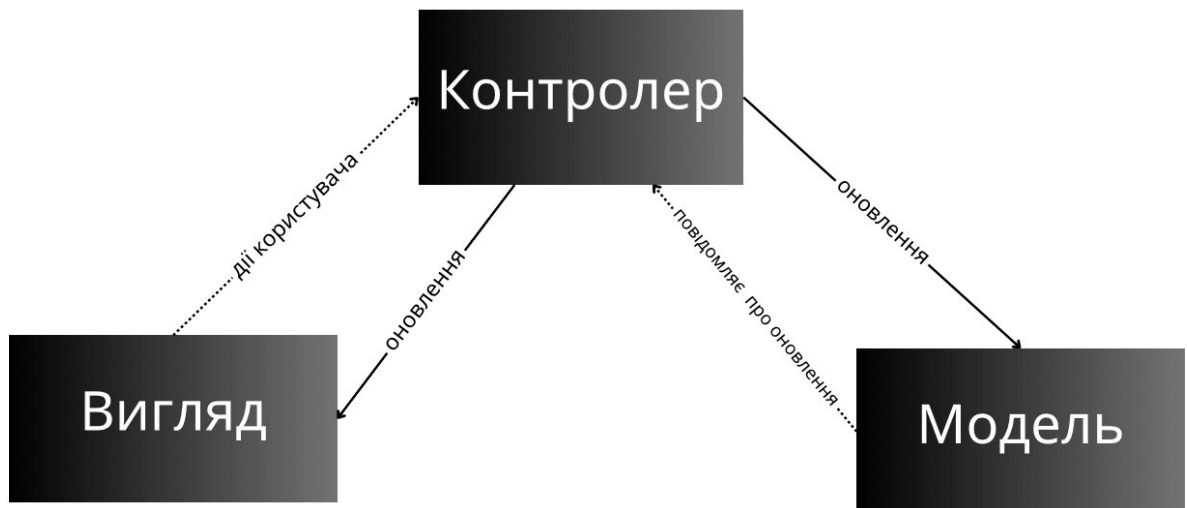 Контролер
дії користувача
оновлення
повідомляє про оновлення
оновлення
Вигляд
Модель